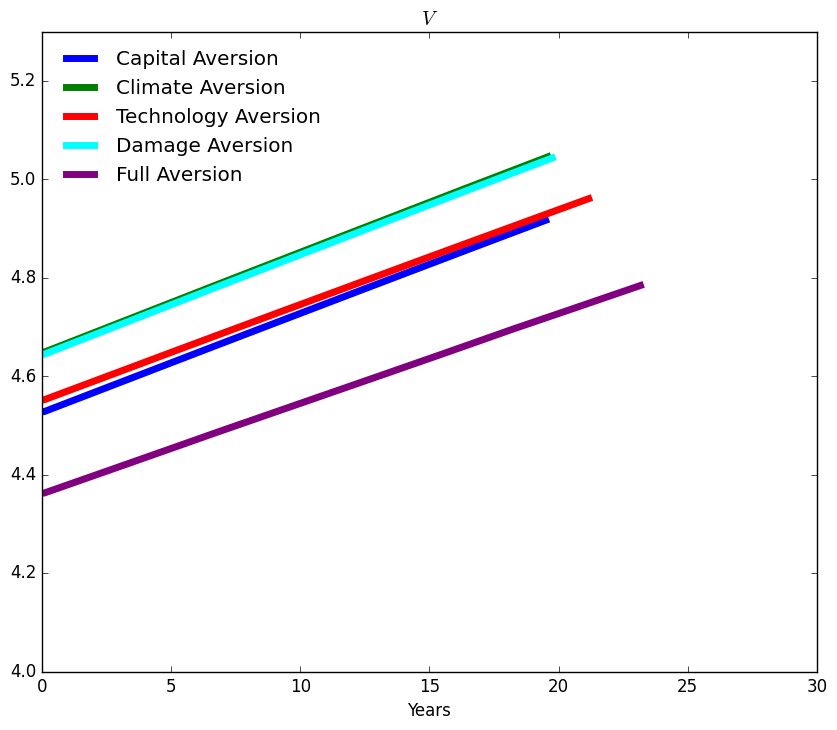 V
5.2
5.0
4.8
4.6
4.4
4.2
4.0
Capital Aversion
Climate Aversion
Technology Aversion
Damage Aversion
Full Aversion
0 5 10 15 20 25 30
Years